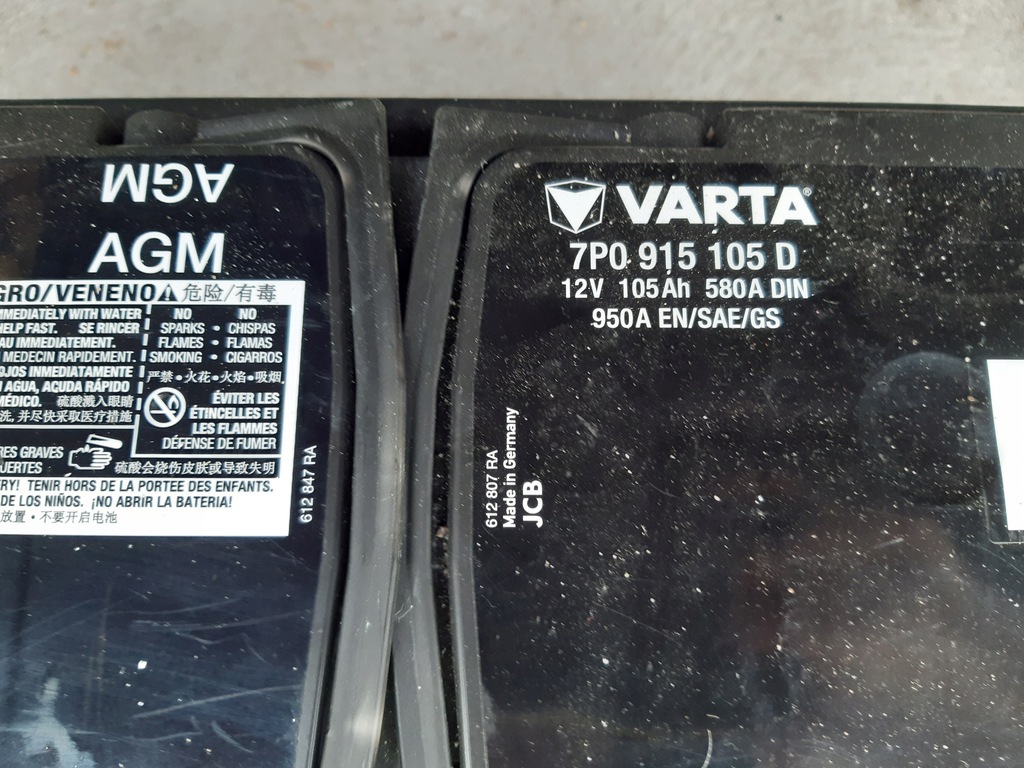 AGM
AGM
GRO/VENENO 危险/有毒
MMEDIATELY WITH WATER
HELP FAST. SE RINCER
AU IMMEDIATEMENT.
MEDECIN RAPIDEMENT.
OJOS IMMEDIATAMENTE
AGUA, ACUDA RÁPIDO
MÉDICO. 硫酸溅入眼睛
洗, 并尽快采取医疗措施
NO NO
SPARKS • CHISPAS
FLAMES • FLAMAS
SMOKING • CIGARROS
严禁•火花•火焰•吸烟
ÉVITER LES
ÉTINCELLES ET
LES FLAMMES
DÉFENSE DE FUMER
RES GRAVES
UERTES
硫酸会烧伤皮肤或导致失明
RY! TENIR HORS DE LA PORTEE DES ENFANTS.
DE LOS NIÑOS. ¡NO ABRIR LA BATERIA!
放置•不要开启电池
612 847 RA
VARTA®
7P0 915 105 D
12V 105Ah 580A DIN
950A EN/SAE/GS
612 807 RA
Made in Germany
JCB